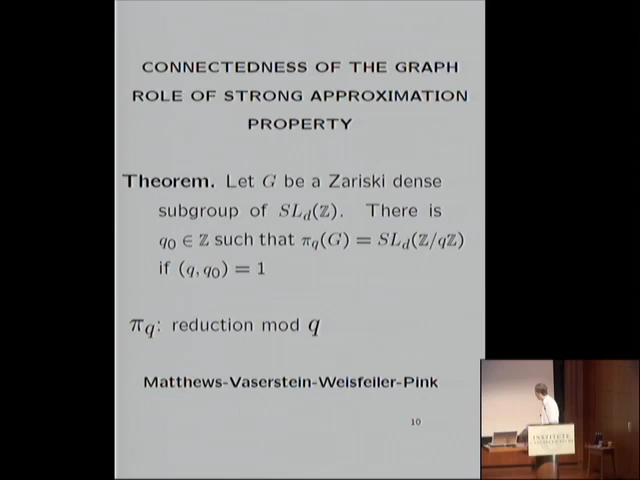 CONNECTEDNESS OF THE GRAPH
ROLE OF STRONG APPROXIMATION
PROPERTY
Theorem. Let G be a Zariski dense
subgroup of SL_d(ℤ). There is
q_0 ∈ ℤ such that π_q(G) = SL_d(ℤ/qℤ)
if (q, q_0) = 1
π_q: reduction mod q
Matthews-Vaserstein-Weisfeiler-Pink
10
INSTITUTE